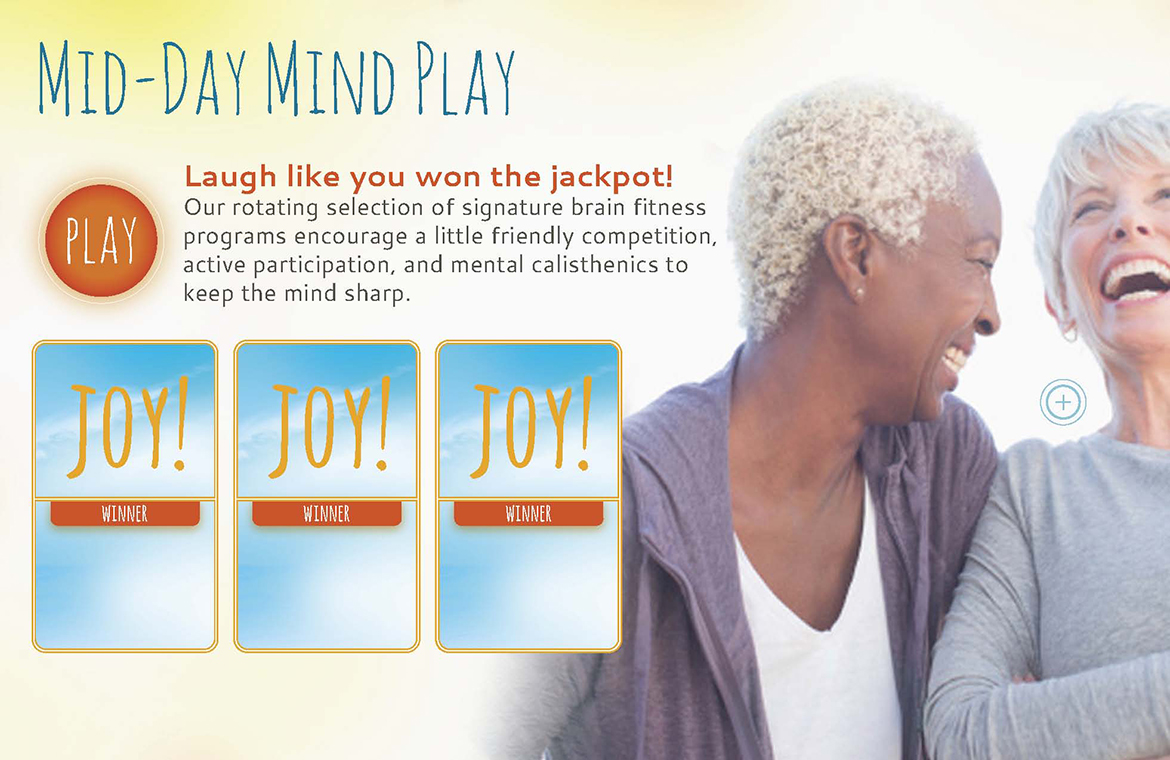 MID-DAY MIND PLAY
PLAY
Laugh like you won the jackpot!
Our rotating selection of signature brain fitness
programs encourage a little friendly competition,
active participation, and mental calisthenics to
keep the mind sharp.
JOY! JOY! JOY!
WINNER WINNER WINNER